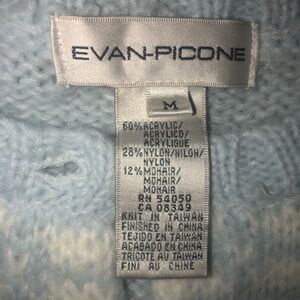 EVAN-PICONE
M
60% ACRYLIC/
ACRYLICO/
ACRYLIQUE
28% NYLON/NILON/
NYLON
12% MOHAIR/
MOHAIR/
MOHAIR
RN 54050
CA 08349
KNIT IN TAIWAN
FINISHED IN CHINA
TEJIDO EN TAIWAN
ACABADO EN CHINA
TRICOTE AU TAIWAN
FINI AU CHINE